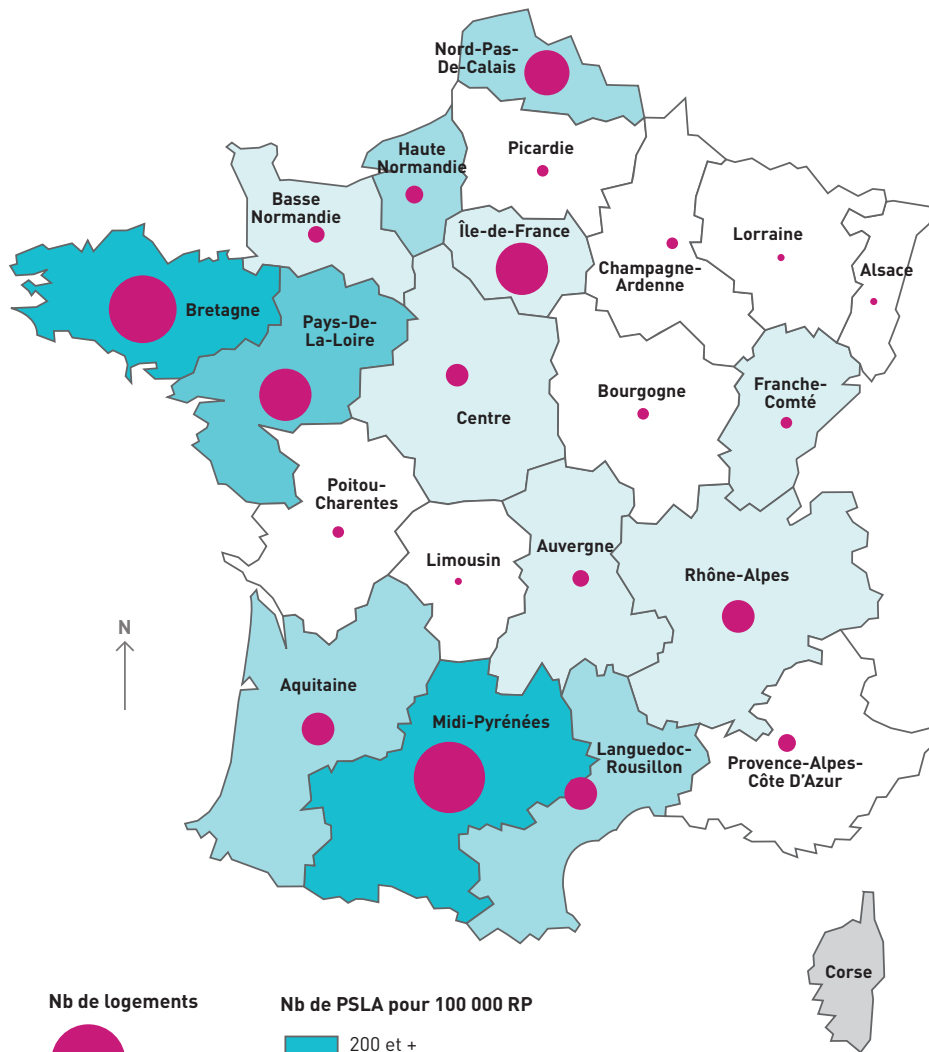 Nord-Pas-
De-Calais
Haute
Normandie
Picardie
Basse
Normandie
Île-de-France
Champagne-
Ardenne
Lorraine
Alsace
Bretagne
Pays-De-
La-Loire
Centre
Bourgogne
Franche-
Comté
Poitou-
Charentes
Limousin
Auvergne
Rhône-Alpes
N
Aquitaine
Midi-Pyrénées
Languedoc-
Rousillon
Provence-Alpes-
Côte D'Azur
Corse
Nb de logements
Nb de PSLA pour 100 000 RP
200 et +